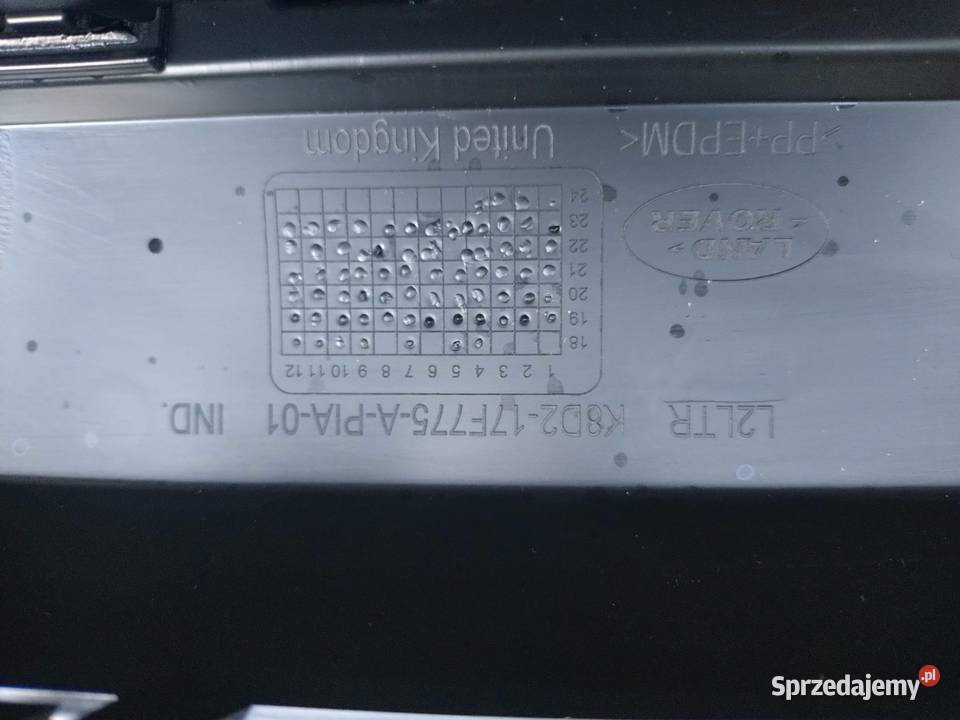 L2LTR K8D2-17F775-A-PIA-01 IND.
1 2 3 4 5 6 7 8 9 10 11 12
18
19
20
21
22
23
24
LAND
ROVER
>PP+EPDM<
United Kingdom
Sprzedajemy.pl